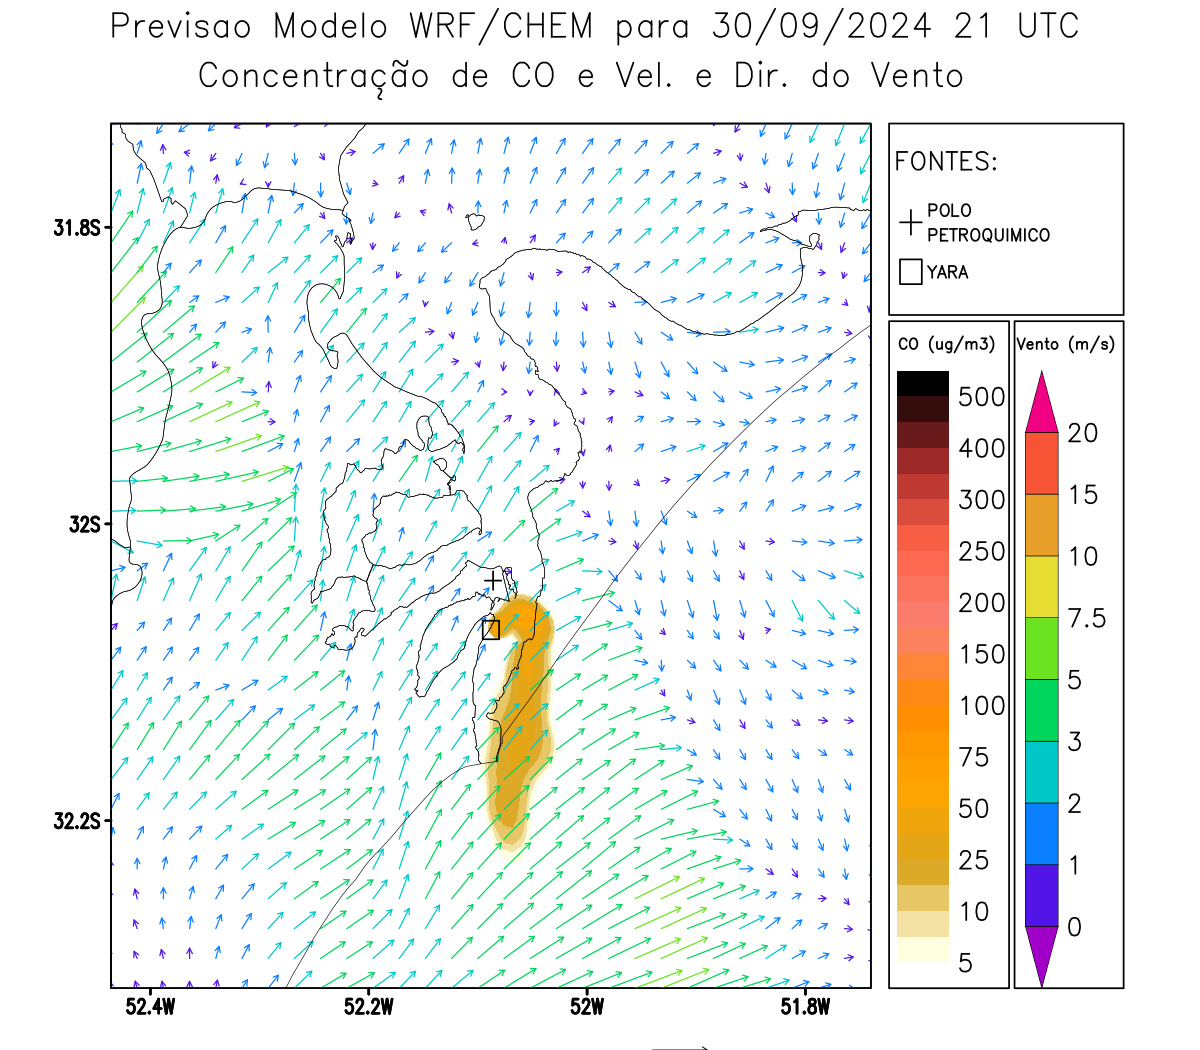 Previsao Modelo WRF/CHEM para 30/09/2024 21 UTC
Concentração de CO e Vel. e Dir. do Vento
FONTES:
POLO
PETROQUIMICO
YARA
CO (ug/m3)
500
400
300
250
200
150
100
75
50
25
10
5
Vento (m/s)
20
15
10
7.5
5
3
2
1
0
31.8S
32S
32.2S
52.4W 52.2W 52W 51.8W